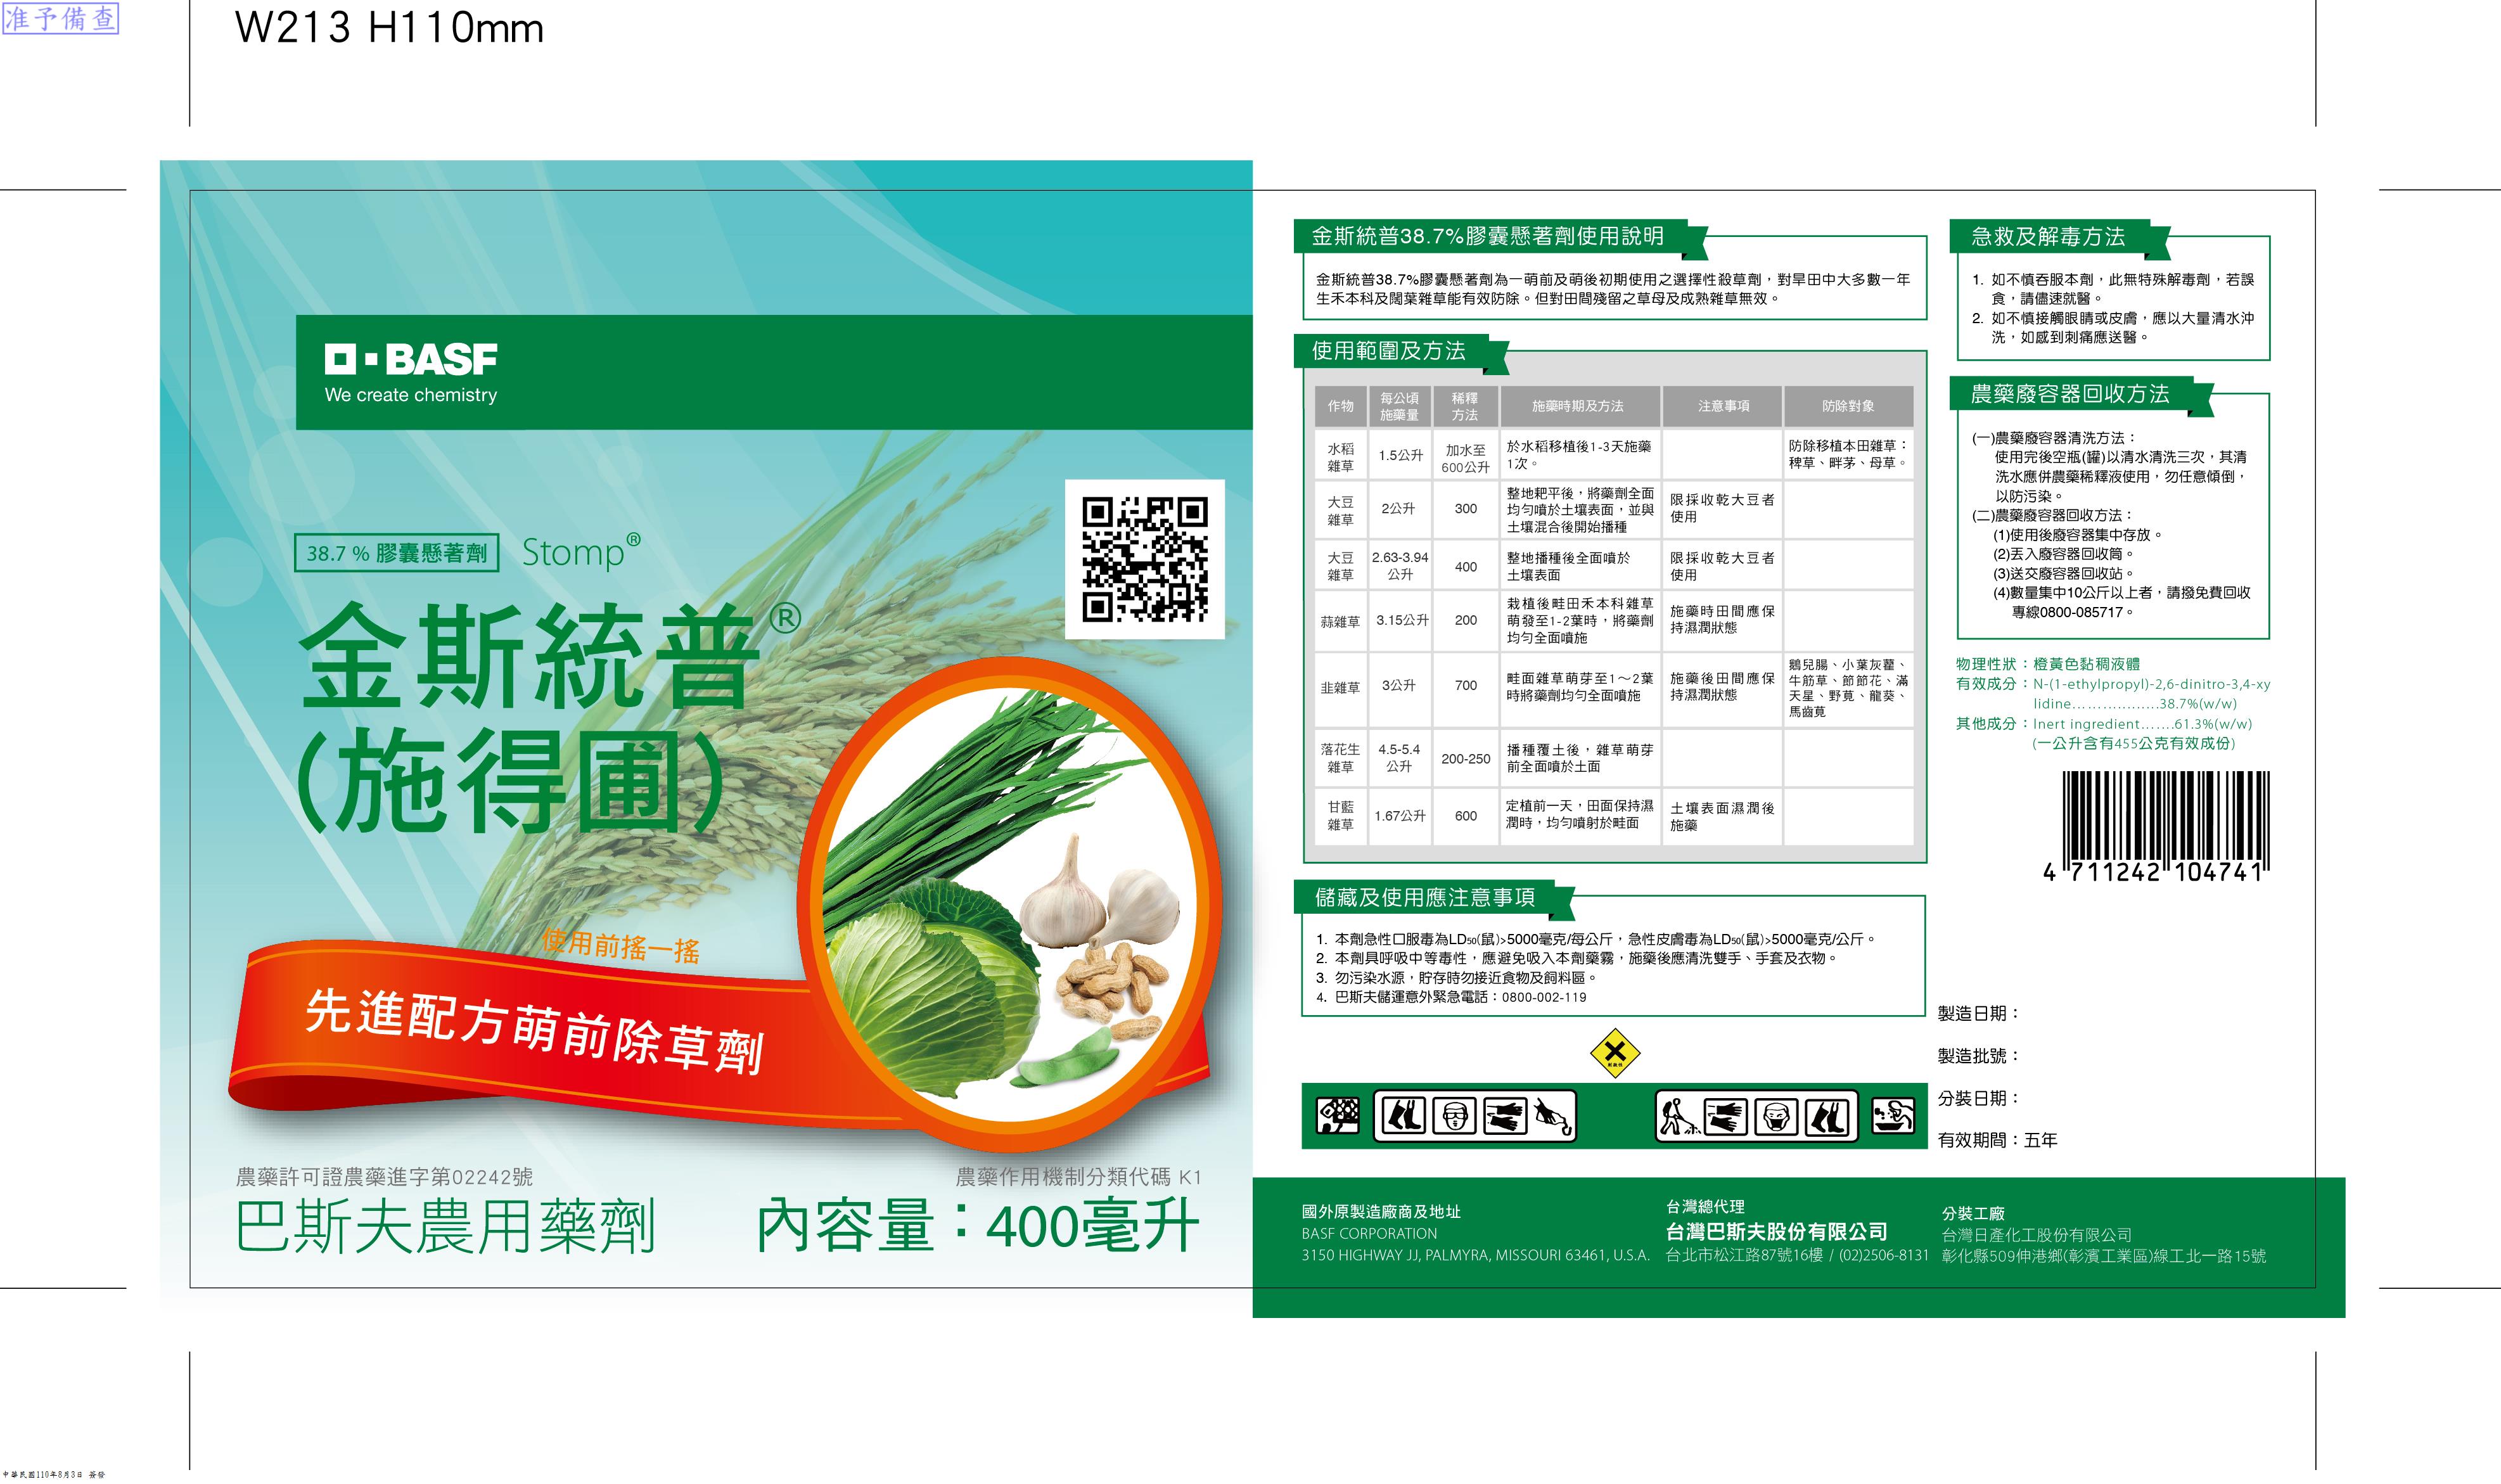 准予備查
W213 H110mm
BASF
We create chemistry
38.7 % 膠囊懸著劑 Stomp®
金斯統普®
(施得圃)
使用前搖一搖
先進配方萌前除草劑
農藥許可證農藥進字第02242號
農藥作用機制分類代碼 K1
巴斯夫農用藥劑
內容量：400毫升
金斯統普38.7%膠囊懸著劑使用說明
金斯統普38.7%膠囊懸著劑為一萌前及萌後初期使用之選擇性殺草劑，對旱田中大多數一年
生禾本科及闊葉雜草能有效防除。但對田間殘留之草母及成熟雜草無效。
使用範圍及方法
作物 每公頃施藥量 稀釋方法 施藥時期及方法 注意事項 防除對象
水稻雜草 1.5公升 加水至600公升 於水稻移植後1-3天施藥1次。 防除移植本田雜草：稗草、畔茅、母草。
大豆雜草 2公升 300 整地耙平後，將藥劑全面均勻噴於土壤表面，並與土壤混合後開始播種 限採收乾大豆者使用
大豆雜草 2.63-3.94公升 400 整地播種後全面噴於土壤表面 限採收乾大豆者使用
蒜雜草 3.15公升 200 栽植後畦田禾本科雜草萌發至1-2葉時，將藥劑均勻全面噴施 施藥時田間應保持濕潤狀態
韭雜草 3公升 700 畦面雜草萌芽至1～2葉時將藥劑均勻全面噴施 施藥後田間應保持濕潤狀態 鵝兒腸、小葉灰藋、牛筋草、節節花、滿天星、野莧、龍葵、馬齒莧
落花生雜草 4.5-5.4公升 200-250 播種覆土後，雜草萌芽前全面噴於土面
甘藍雜草 1.67公升 600 定植前一天，田面保持濕潤時，均勻噴射於畦面 土壤表面濕潤後施藥
儲藏及使用應注意事項
1. 本劑急性口服毒為LD50(鼠)>5000毫克/每公斤，急性皮膚毒為LD50(鼠)>5000毫克/公斤。
2. 本劑具呼吸中等毒性，應避免吸入本劑藥霧，施藥後應清洗雙手、手套及衣物。
3. 勿污染水源，貯存時勿接近食物及飼料區。
4. 巴斯夫儲運意外緊急電話：0800-002-119
急救及解毒方法
1. 如不慎吞服本劑，此無特殊解毒劑，若誤
食，請儘速就醫。
2. 如不慎接觸眼睛或皮膚，應以大量清水沖
洗，如感到刺痛應送醫。
農藥廢容器回收方法
(一)農藥廢容器清洗方法：
使用完後空瓶(罐)以清水清洗三次，其清
洗水應併農藥稀釋液使用，勿任意傾倒，
以防污染。
(二)農藥廢容器回收方法：
(1)使用後廢容器集中存放。
(2)丟入廢容器回收筒。
(3)送交廢容器回收站。
(4)數量集中10公斤以上者，請撥免費回收
專線0800-085717。
物理性狀：橙黃色黏稠液體
有效成分：N-(1-ethylpropyl)-2,6-dinitro-3,4-xy
lidine................38.7%(w/w)
其他成分：Inert ingredient.......61.3%(w/w)
(一公升含有455公克有效成份)
4 711242 104741
製造日期：
製造批號：
分裝日期：
有效期間：五年
國外原製造廠商及地址
BASF CORPORATION
3150 HIGHWAY JJ, PALMYRA, MISSOURI 63461, U.S.A.
台灣總代理
台灣巴斯夫股份有限公司
台北市松江路87號16樓 / (02)2506-8131
分裝工廠
台灣日產化工股份有限公司
彰化縣509伸港鄉(彰濱工業區)線工北一路15號
中華民國110年8月3日 簽發